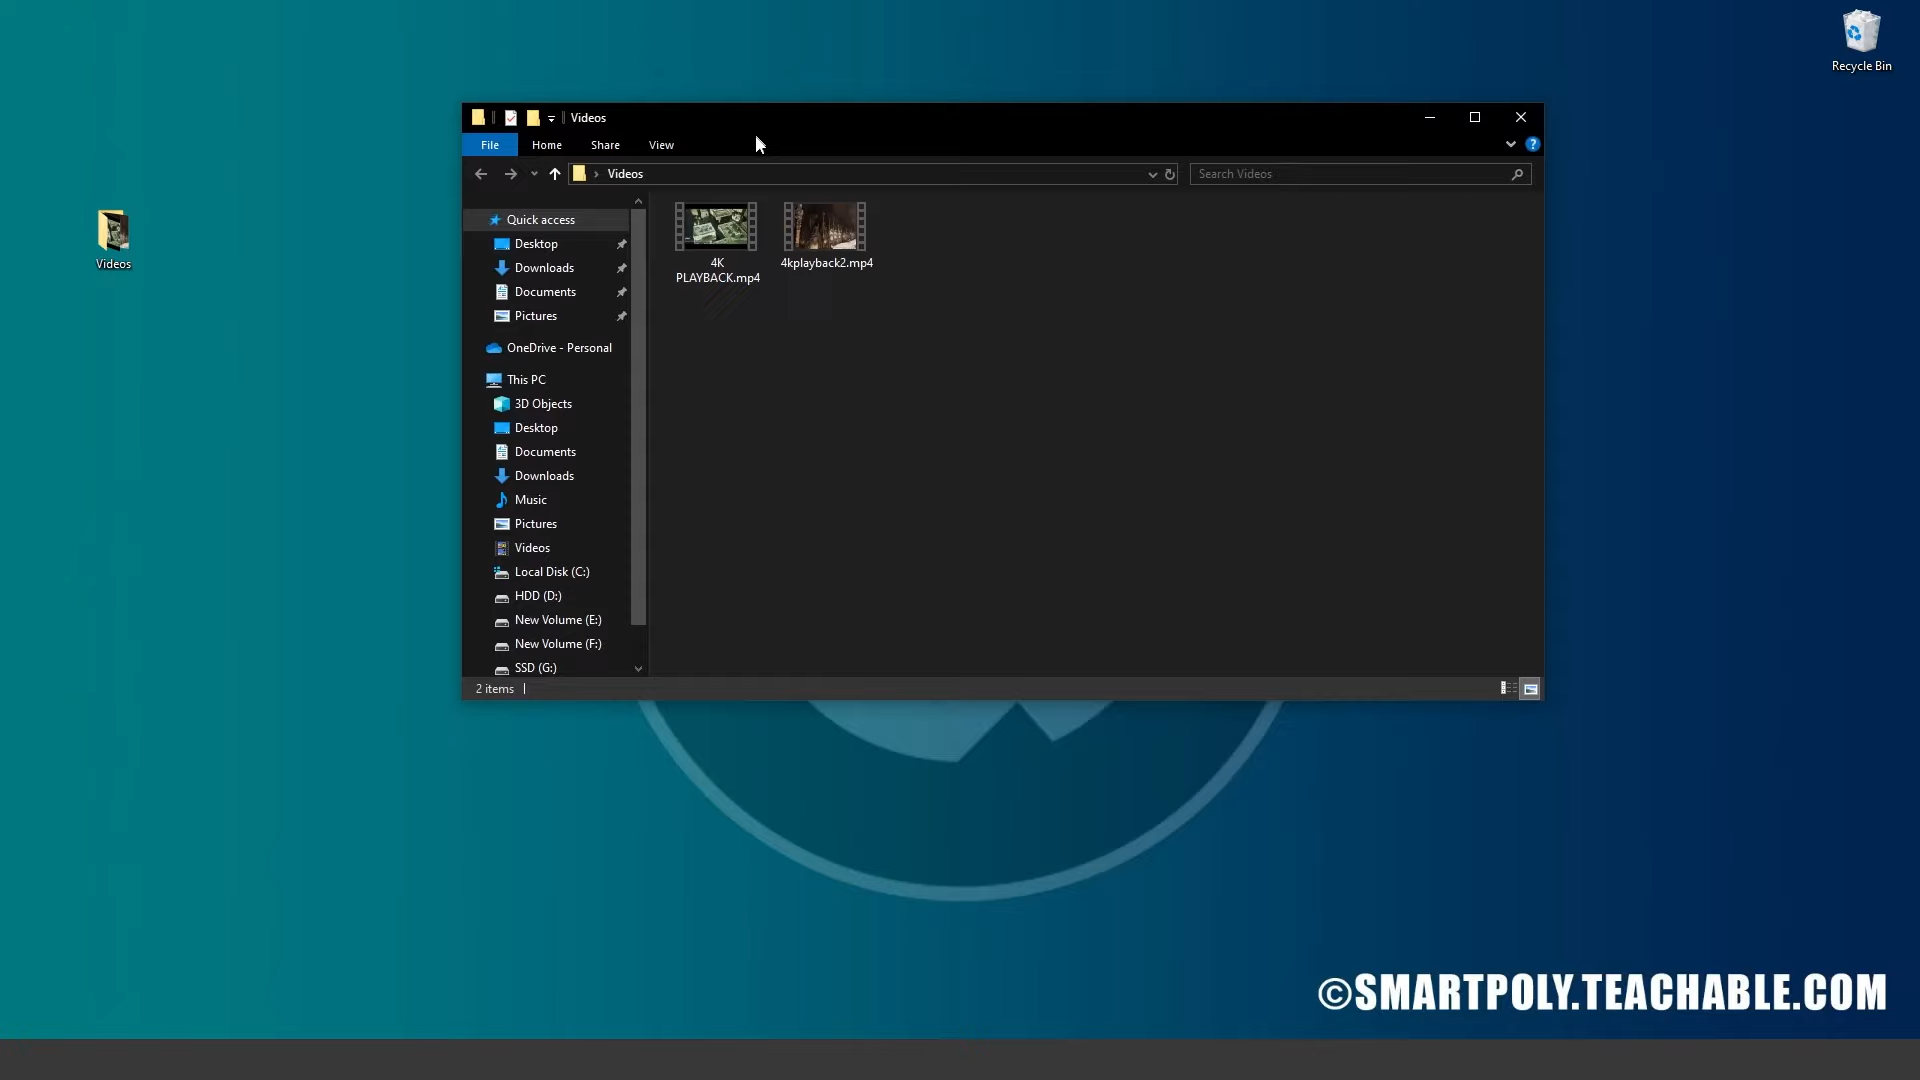 Recycle Bin
Videos
File Home Share View
Videos
Search Videos
Quick access
Desktop
Downloads
Documents
Pictures
OneDrive - Personal
This PC
3D Objects
Desktop
Documents
Downloads
Music
Pictures
Videos
Local Disk (C:)
HDD (D:)
New Volume (E:)
New Volume (F:)
SSD (G:)
4K
PLAYBACK.mp4
4kplayback2.mp4
2 items
Videos
©SMARTPOLY.TEACHABLE.COM